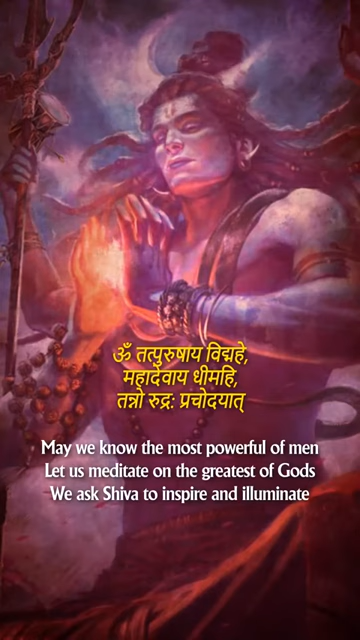 ॐ तत्पुरुषाय विद्महे,
महादेवाय धीमहि,
तन्नो रुद्रः प्रचोदयात्
May we know the most powerful of men
Let us meditate on the greatest of Gods
We ask Shiva to inspire and illuminate